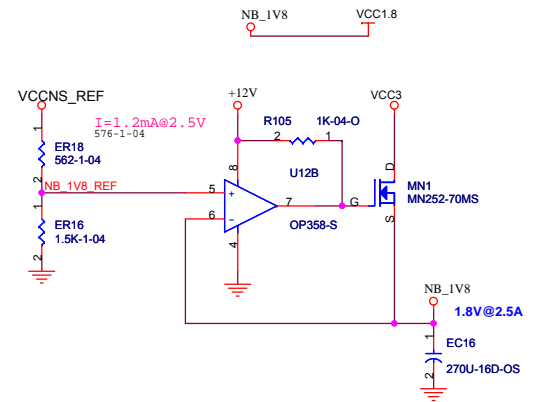 NB_1V8
VCC1.8
VCCNS_REF
+12V
VCC3
I=1.2mA@2.5V
576-1-04
R105
1K-04-O
2
1
1
ER18
562-1-04
2
NB_1V8_REF
U12B
8
5
+
6
-
7
4
OP358-S
D
G
S
MN1
MN252-70MS
1
ER16
1.5K-1-04
2
NB_1V8
1.8V@2.5A
1
EC16
270U-16D-OS
2